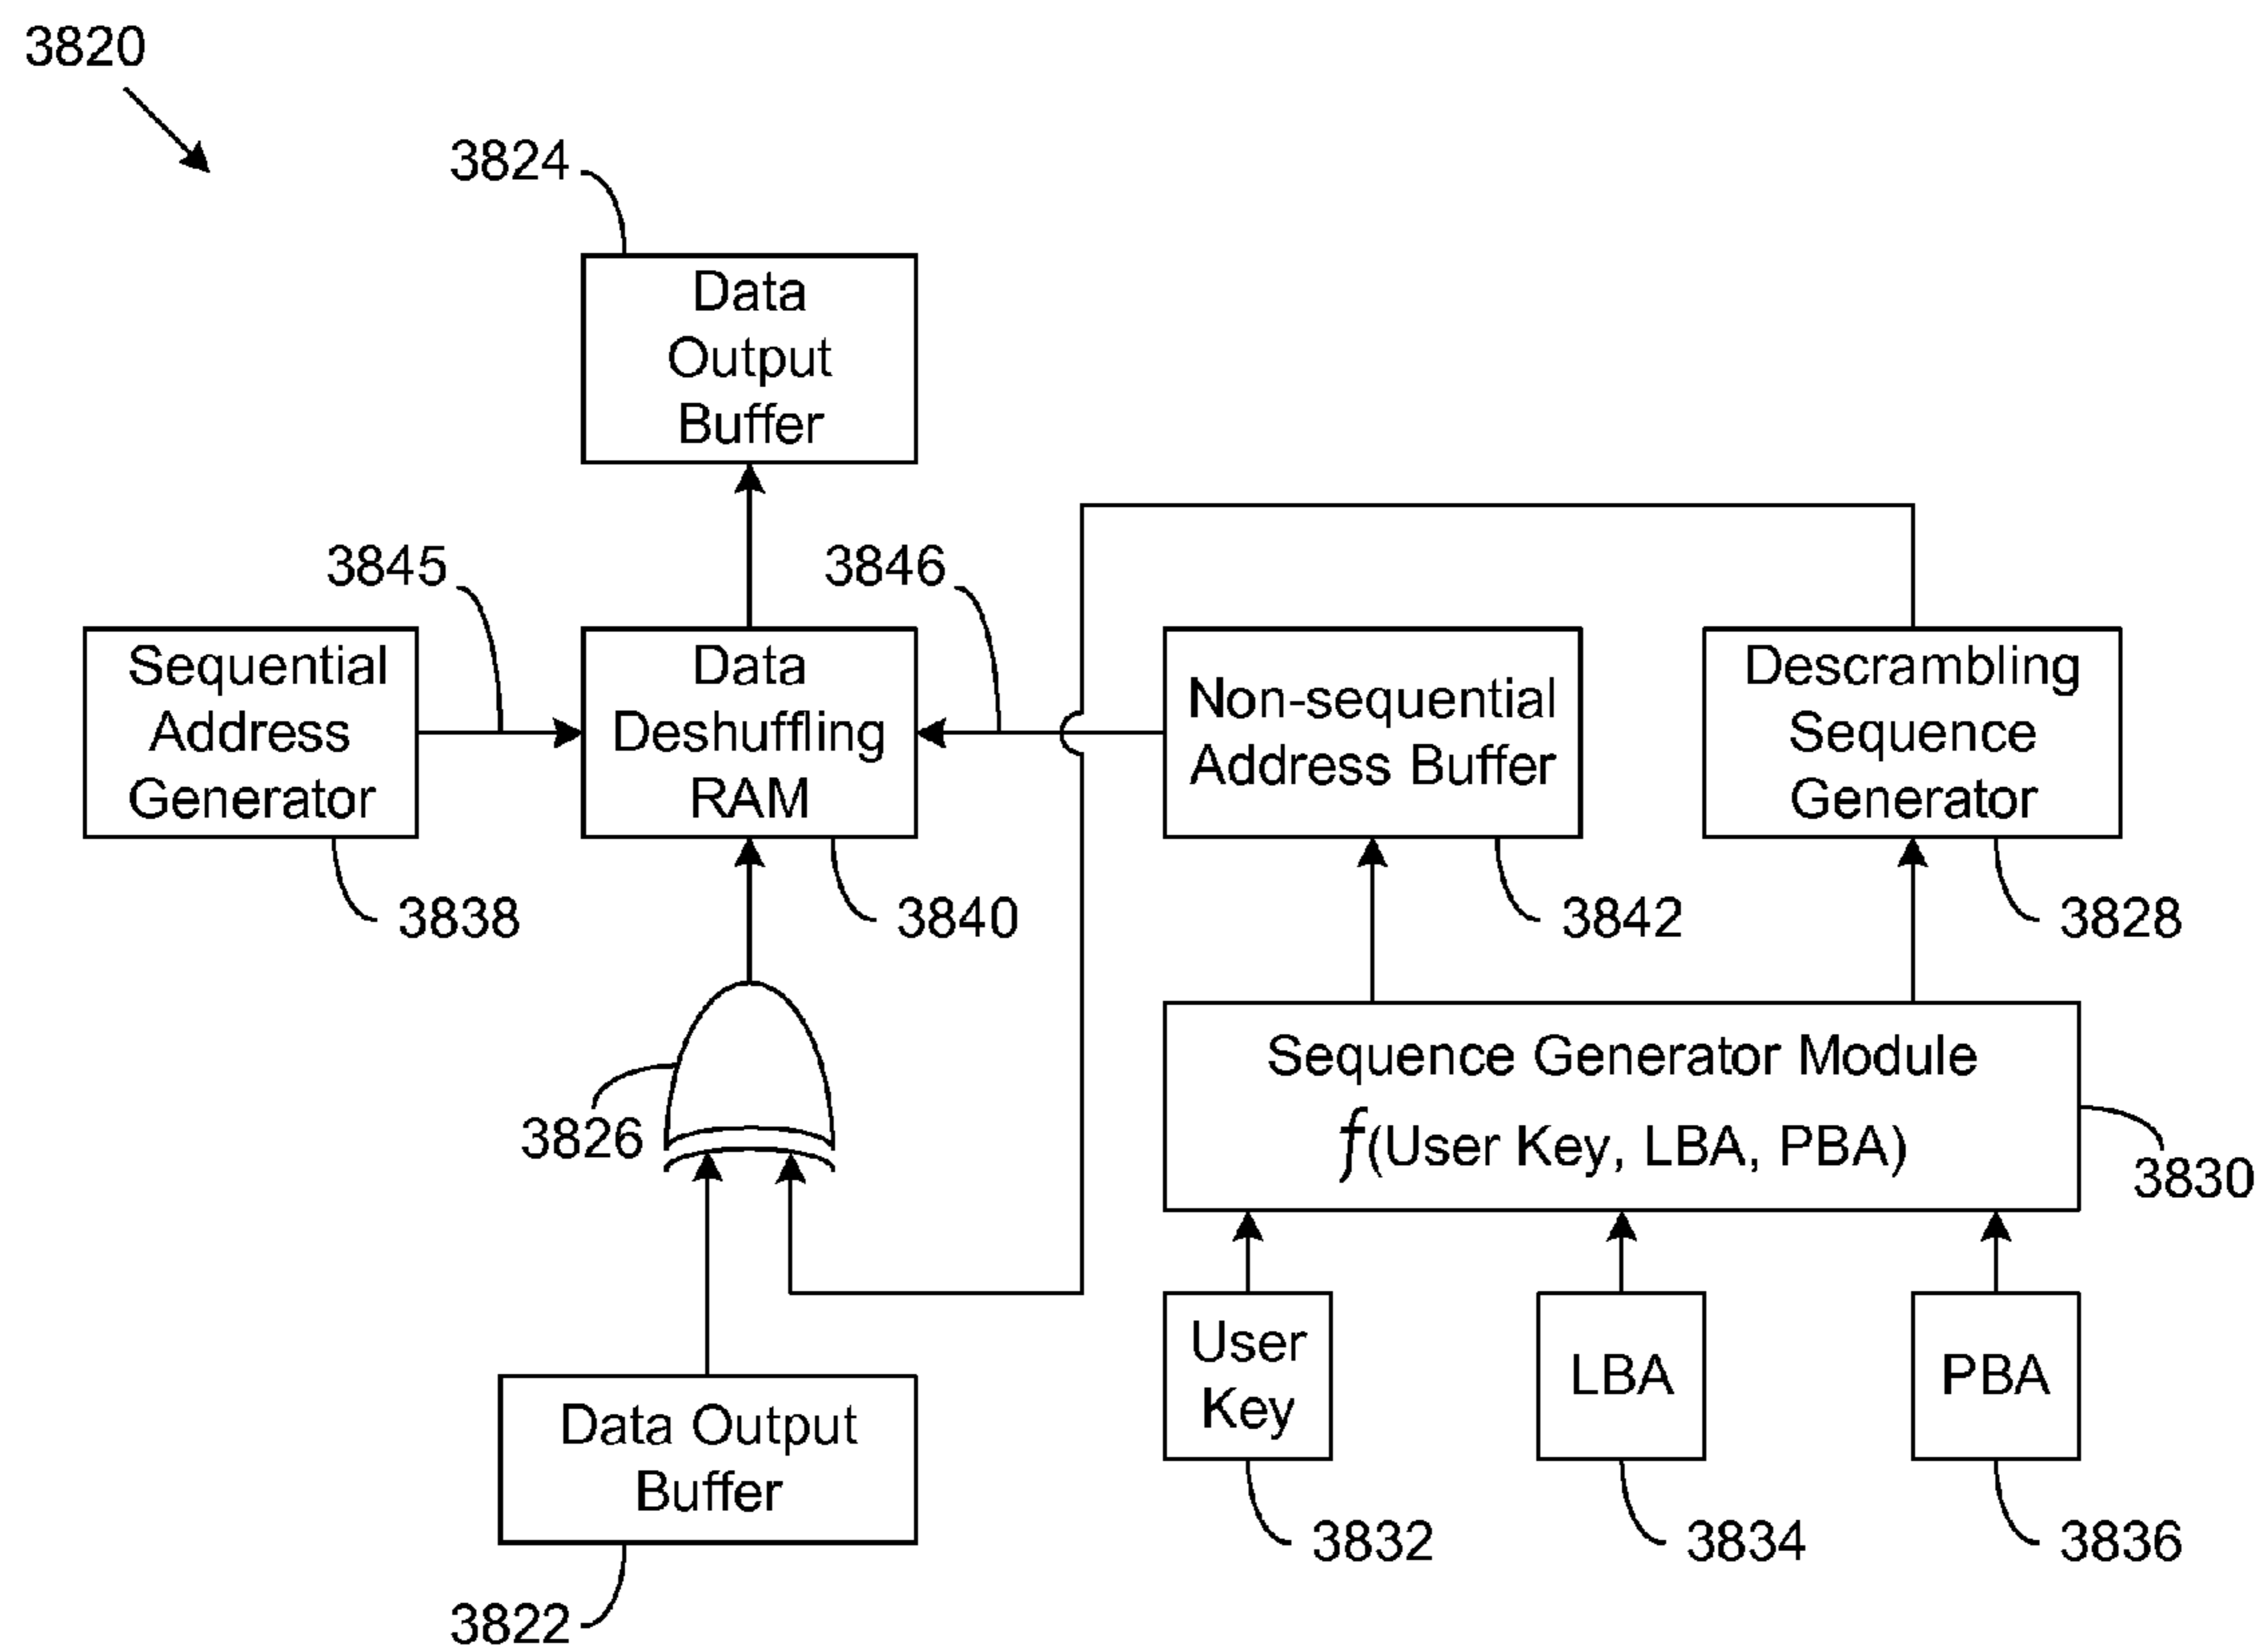 3820
3824
Data
Output
Buffer
3845
3846
Sequential
Address
Generator
Data
Deshuffling
RAM
Non-sequential
Address Buffer
Descrambling
Sequence
Generator
3838
3840
3842
3828
3826
Sequence Generator Module
f(User Key, LBA, PBA)
3830
User
Key
LBA
PBA
Data Output
Buffer
3832
3834
3836
3822